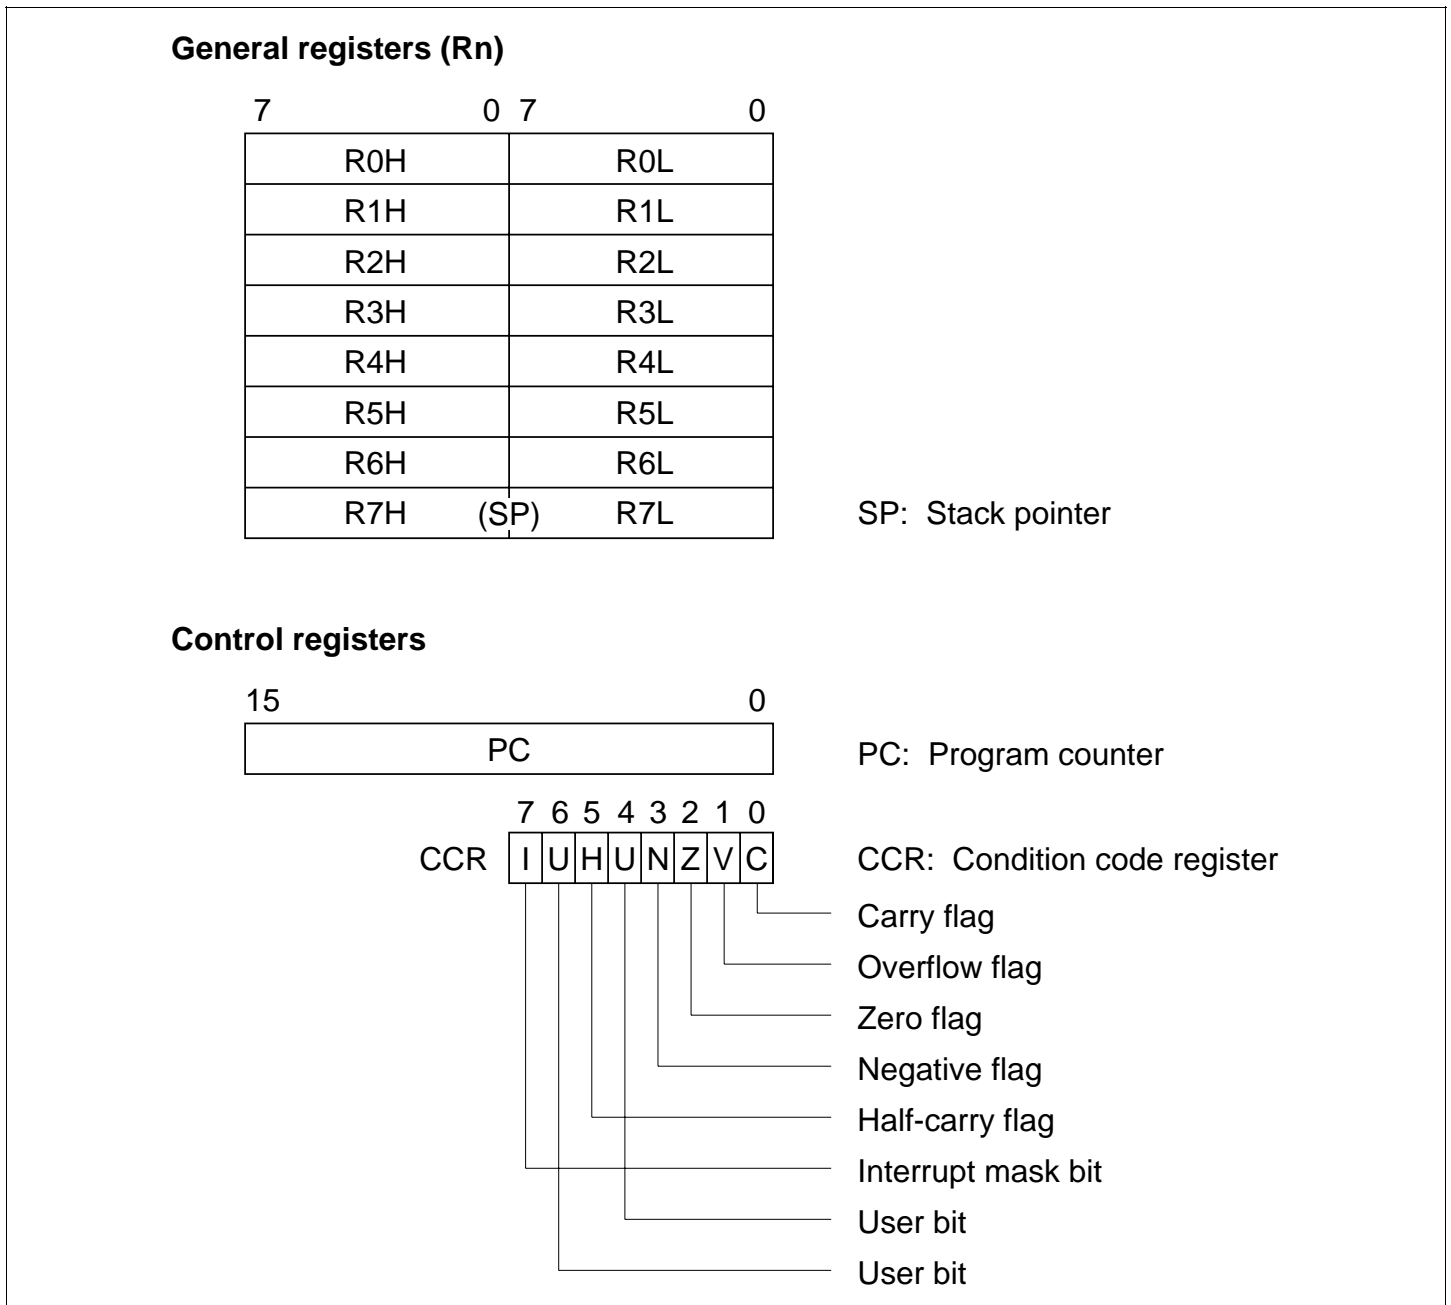 General registers (Rn)
7 0 7 0
R0H R0L
R1H R1L
R2H R2L
R3H R3L
R4H R4L
R5H R5L
R6H R6L
R7H (SP) R7L SP: Stack pointer
Control registers
15 0
PC PC: Program counter
7 6 5 4 3 2 1 0
CCR I U H U N Z V C CCR: Condition code register
Carry flag
Overflow flag
Zero flag
Negative flag
Half-carry flag
Interrupt mask bit
User bit
User bit